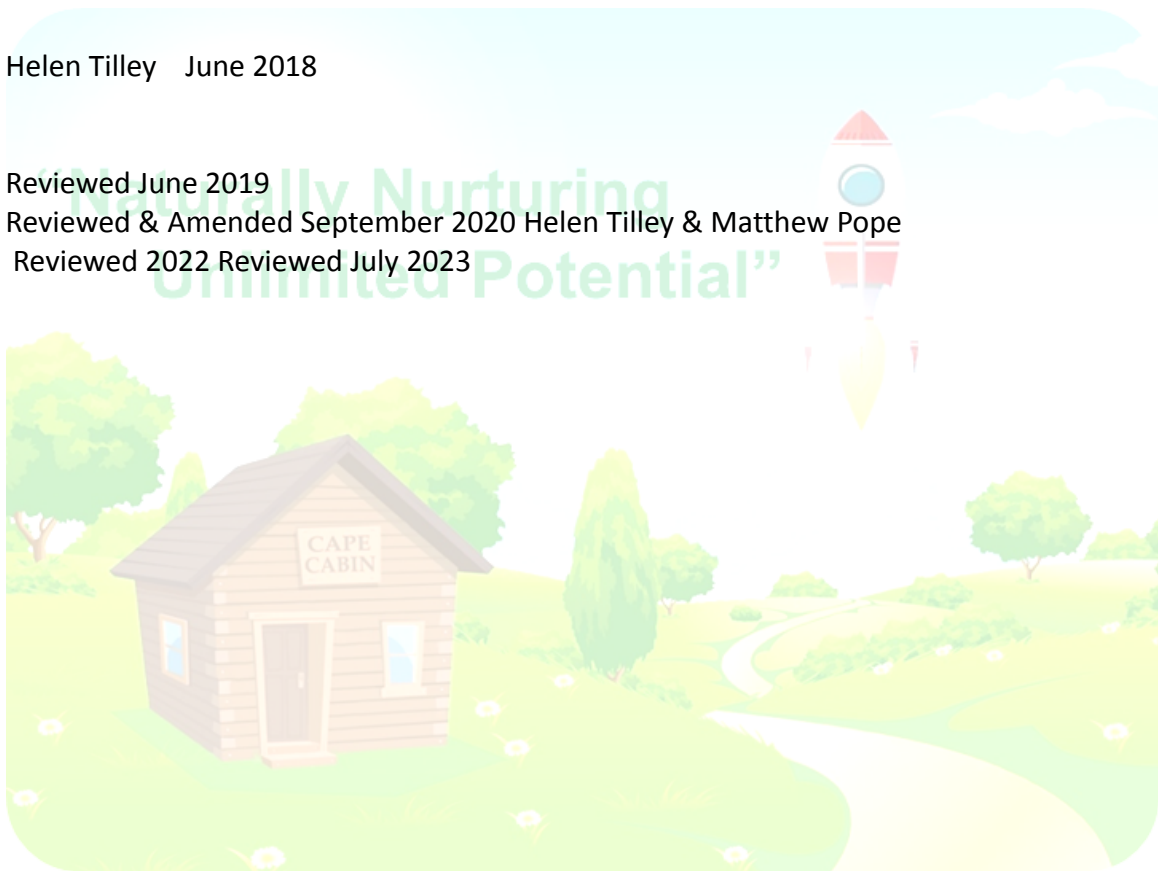 Helen Tilley June 2018
Reviewed June 2019
“Naturally Nurturing
Reviewed & Amended September 2020 Helen Tilley & Matthew Pope
Reviewed 2022 Reviewed July 2023
Unlimited Potential”
CAPE
CABIN